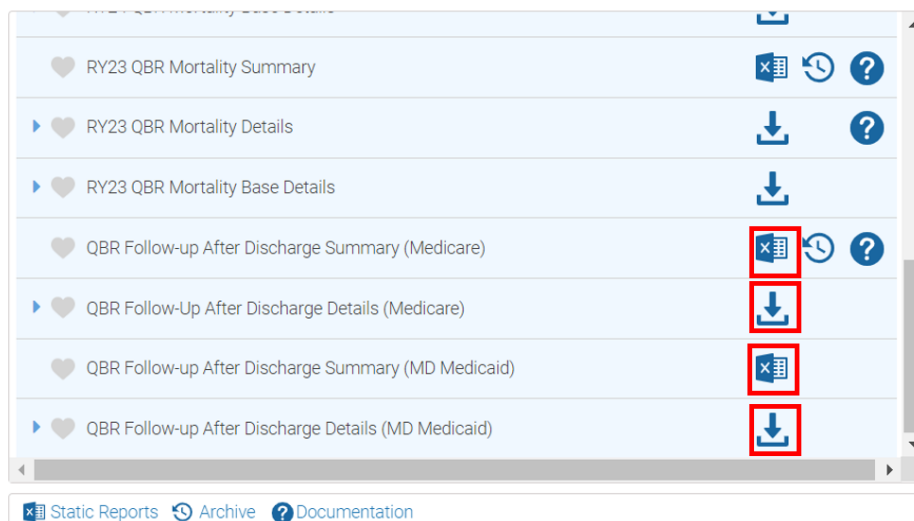 RY23 QBR Mortality Summary
RY23 QBR Mortality Details
RY23 QBR Mortality Base Details
QBR Follow-up After Discharge Summary (Medicare)
QBR Follow-Up After Discharge Details (Medicare)
QBR Follow-up After Discharge Summary (MD Medicaid)
QBR Follow-up After Discharge Details (MD Medicaid)
Static Reports Archive Documentation